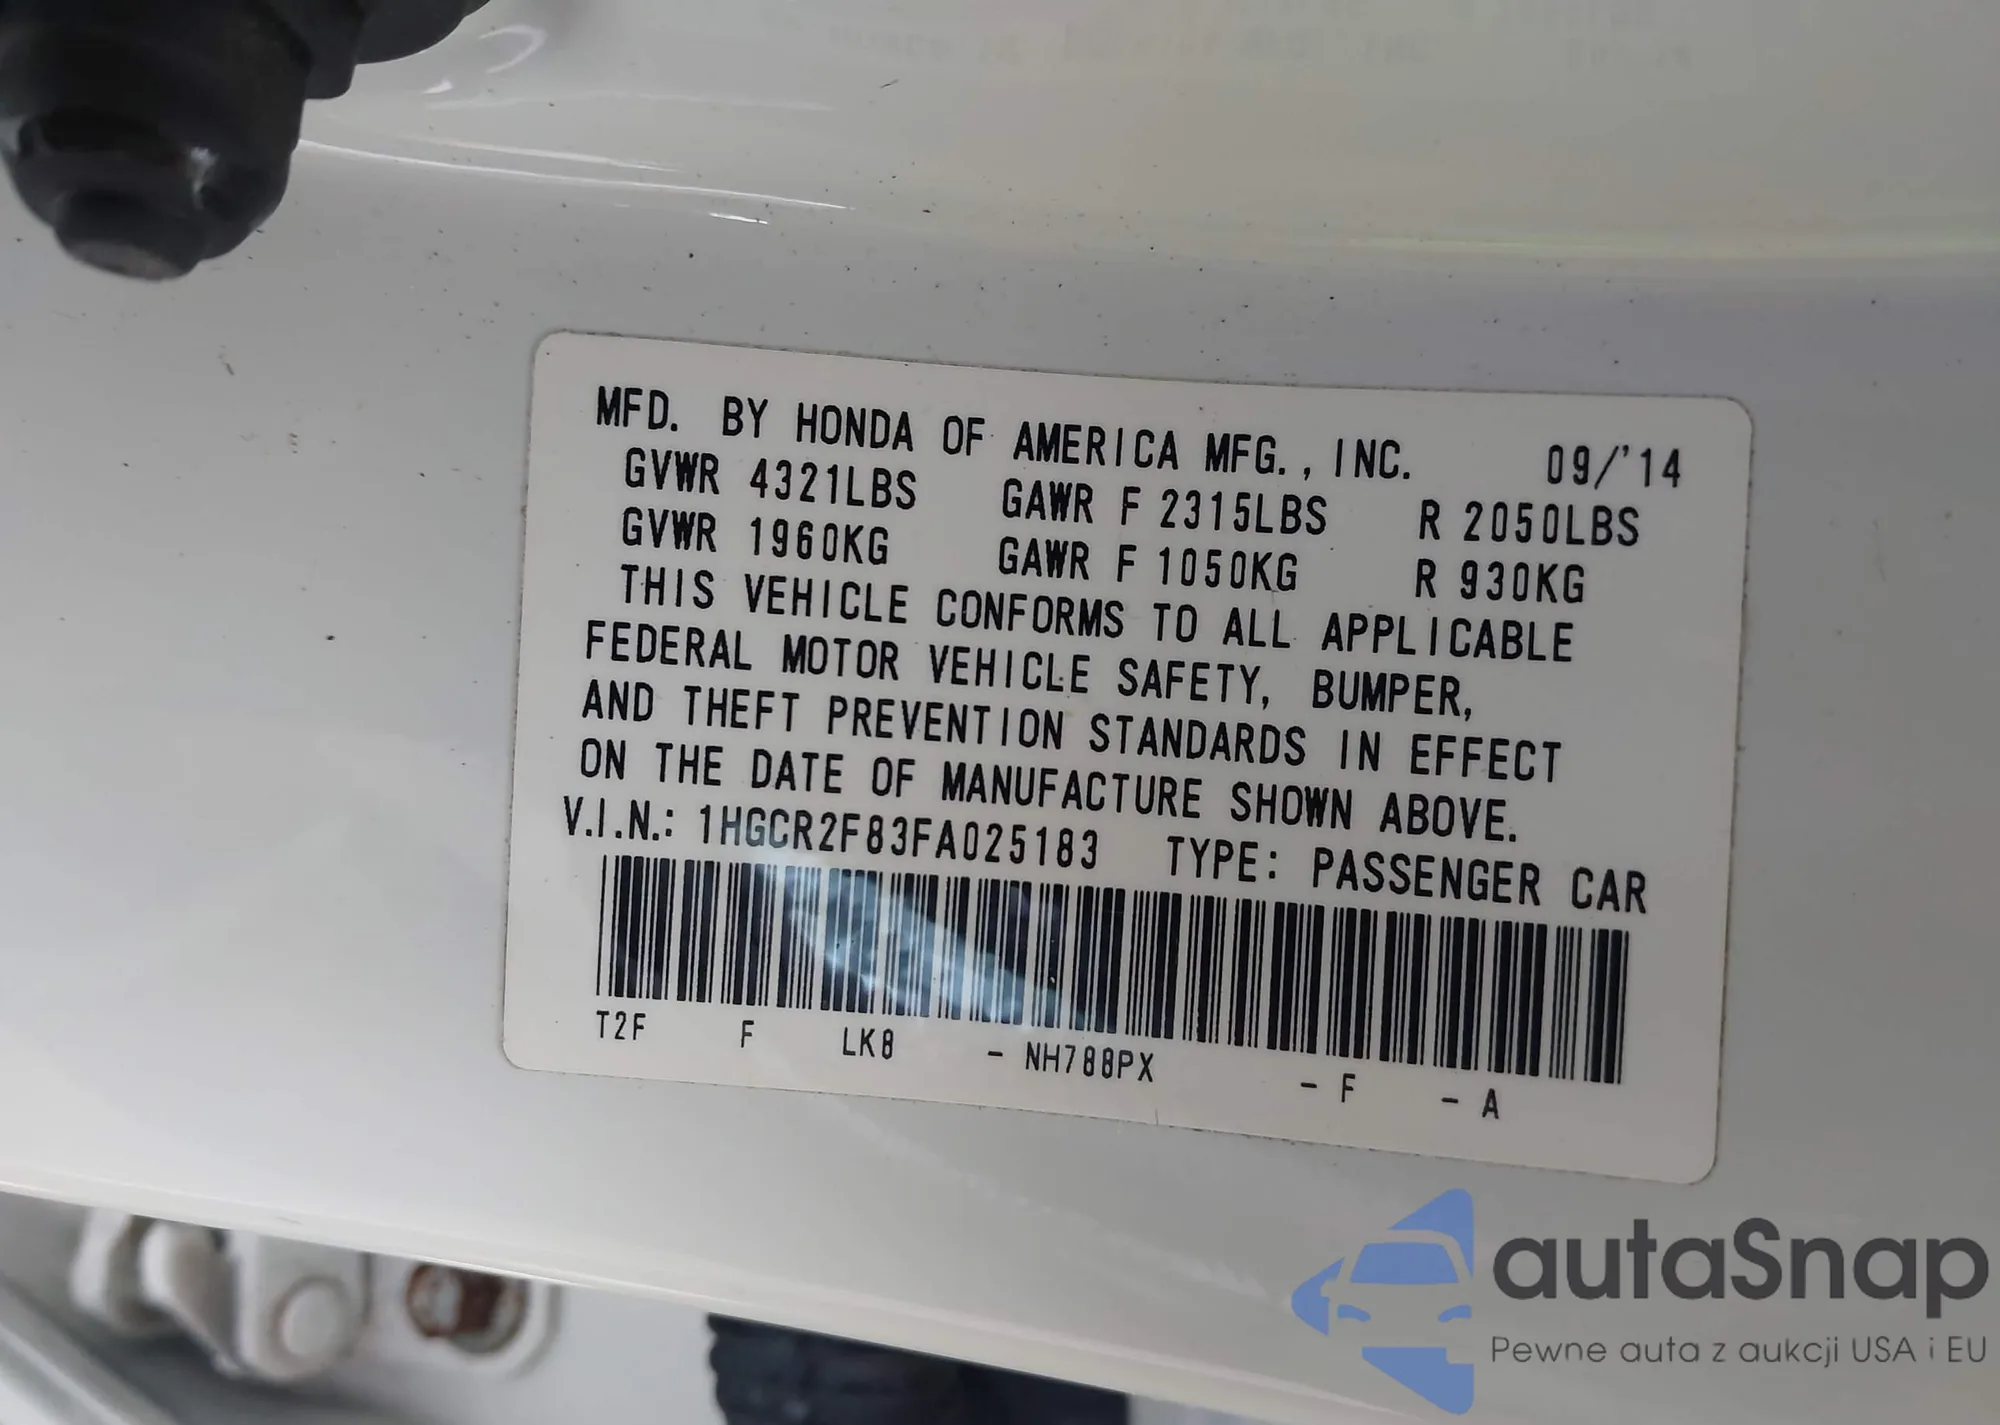 MFD. BY HONDA OF AMERICA MFG., INC. 09/'14
GVWR 4321LBS GAWR F 2315LBS R 2050LBS
GVWR 1960KG GAWR F 1050KG R 930KG
THIS VEHICLE CONFORMS TO ALL APPLICABLE
FEDERAL MOTOR VEHICLE SAFETY, BUMPER,
AND THEFT PREVENTION STANDARDS IN EFFECT
ON THE DATE OF MANUFACTURE SHOWN ABOVE.
V.I.N.: 1HGCR2F83FA025183 TYPE: PASSENGER CAR
T2F F LK8 - NH788PX - F - A
autaSnap
Pewne auta z aukcji USA i EU